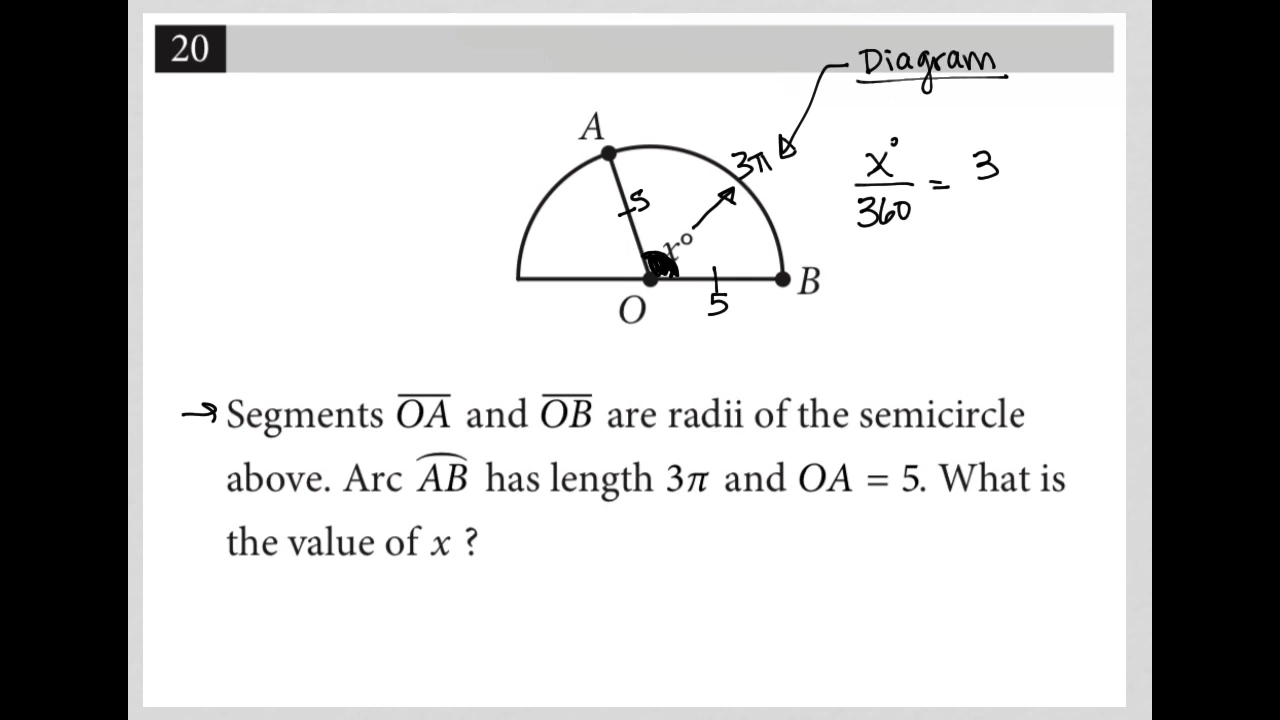 20
Diagram
A
3π
x° / 360 = 3
5
x°
B
O
5
→ Segments OA and OB are radii of the semicircle
above. Arc AB has length 3π and OA = 5. What is
the value of x ?